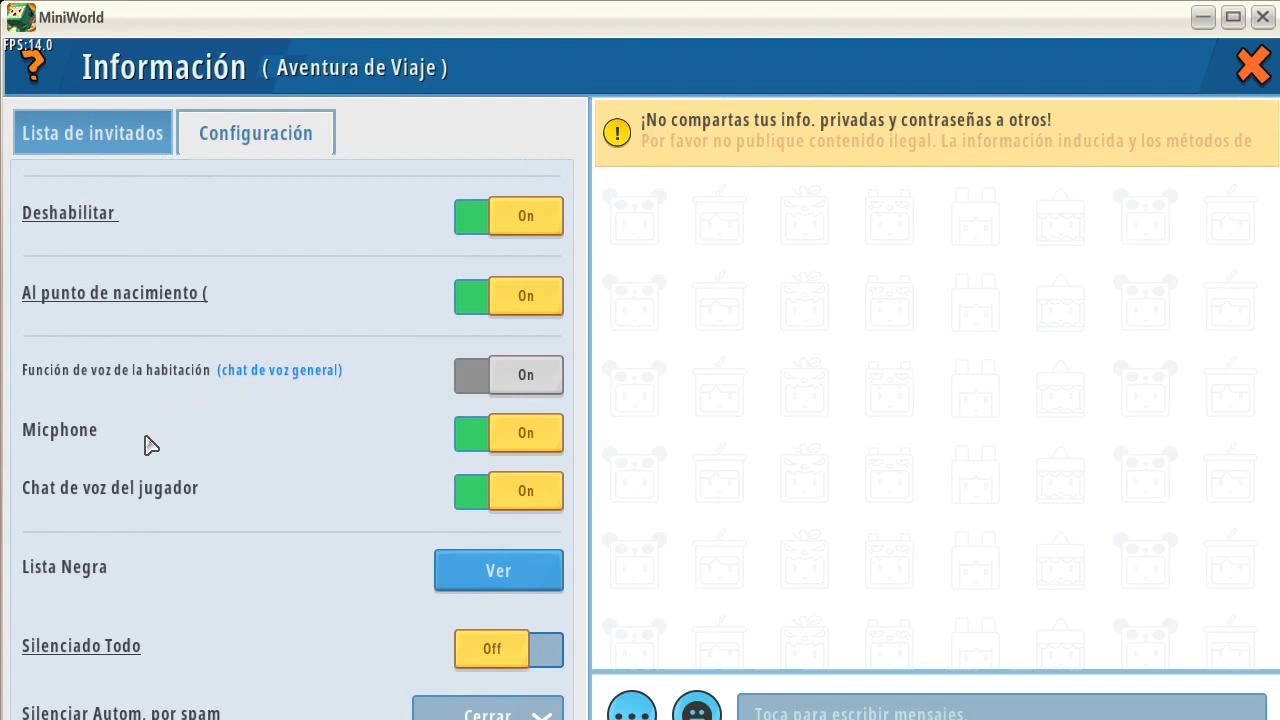 MiniWorld
FPS:14.0
Información ( Aventura de Viaje )
Lista de invitados
Configuración
¡No compartas tus info. privadas y contraseñas a otros!
Por favor no publique contenido ilegal. La información inducida y los métodos de
Deshabilitar
On
Al punto de nacimiento (
On
Función de voz de la habitación (chat de voz general)
On
Micphone
On
Chat de voz del jugador
On
Lista Negra
Ver
Silenciado Todo
Off
Silenciar Autom. por spam
Cerrar
Toca para escribir mensajes.